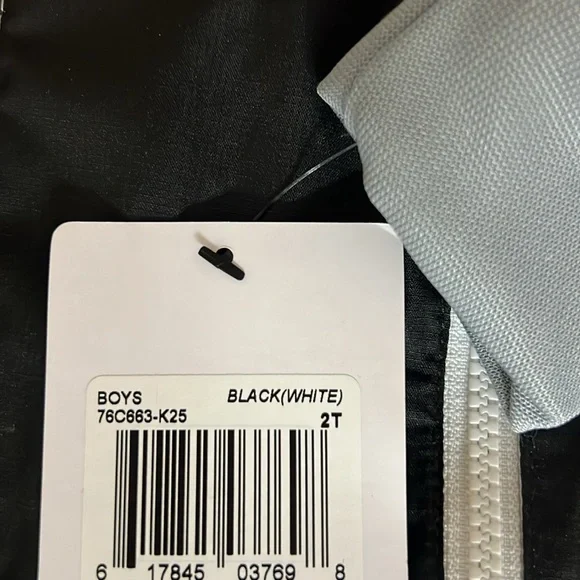 BOYS BLACK(WHITE)
76C663-K25 2T
6 17845 03769 8